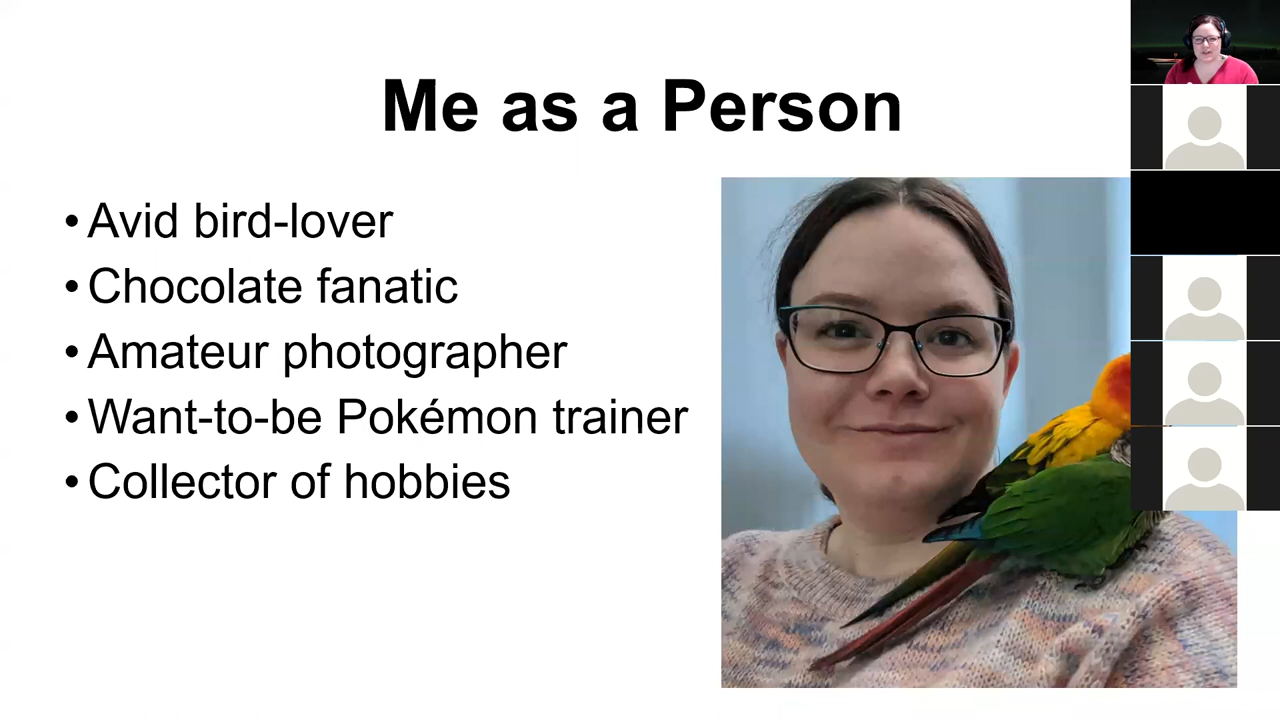 Me as a Person
• Avid bird-lover
• Chocolate fanatic
• Amateur photographer
• Want-to-be Pokémon trainer
• Collector of hobbies